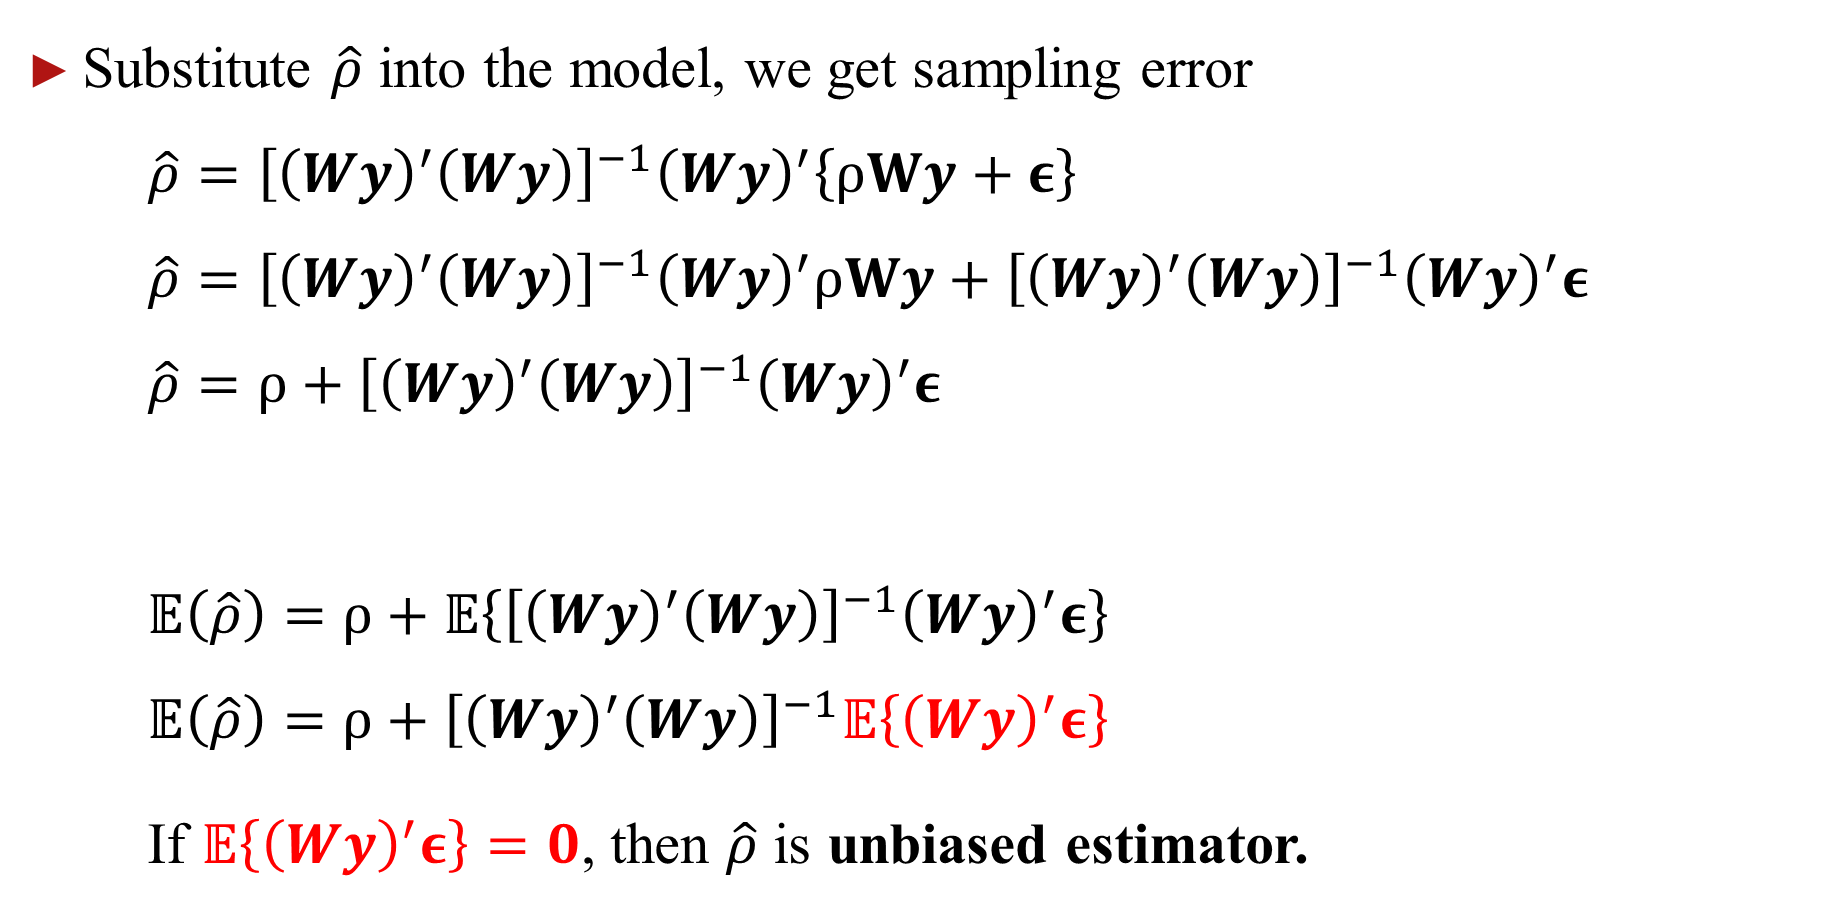 ► Substitute ρ̂ into the model, we get sampling error
ρ̂ = [(Wy)′(Wy)]⁻¹(Wy)′{ρWy + ϵ}
ρ̂ = [(Wy)′(Wy)]⁻¹(Wy)′ρWy + [(Wy)′(Wy)]⁻¹(Wy)′ϵ
ρ̂ = ρ + [(Wy)′(Wy)]⁻¹(Wy)′ϵ
𝔼(ρ̂) = ρ + 𝔼{[(Wy)′(Wy)]⁻¹(Wy)′ϵ}
𝔼(ρ̂) = ρ + [(Wy)′(Wy)]⁻¹𝔼{(Wy)′ϵ}
If 𝔼{(Wy)′ϵ} = 0, then ρ̂ is unbiased estimator.